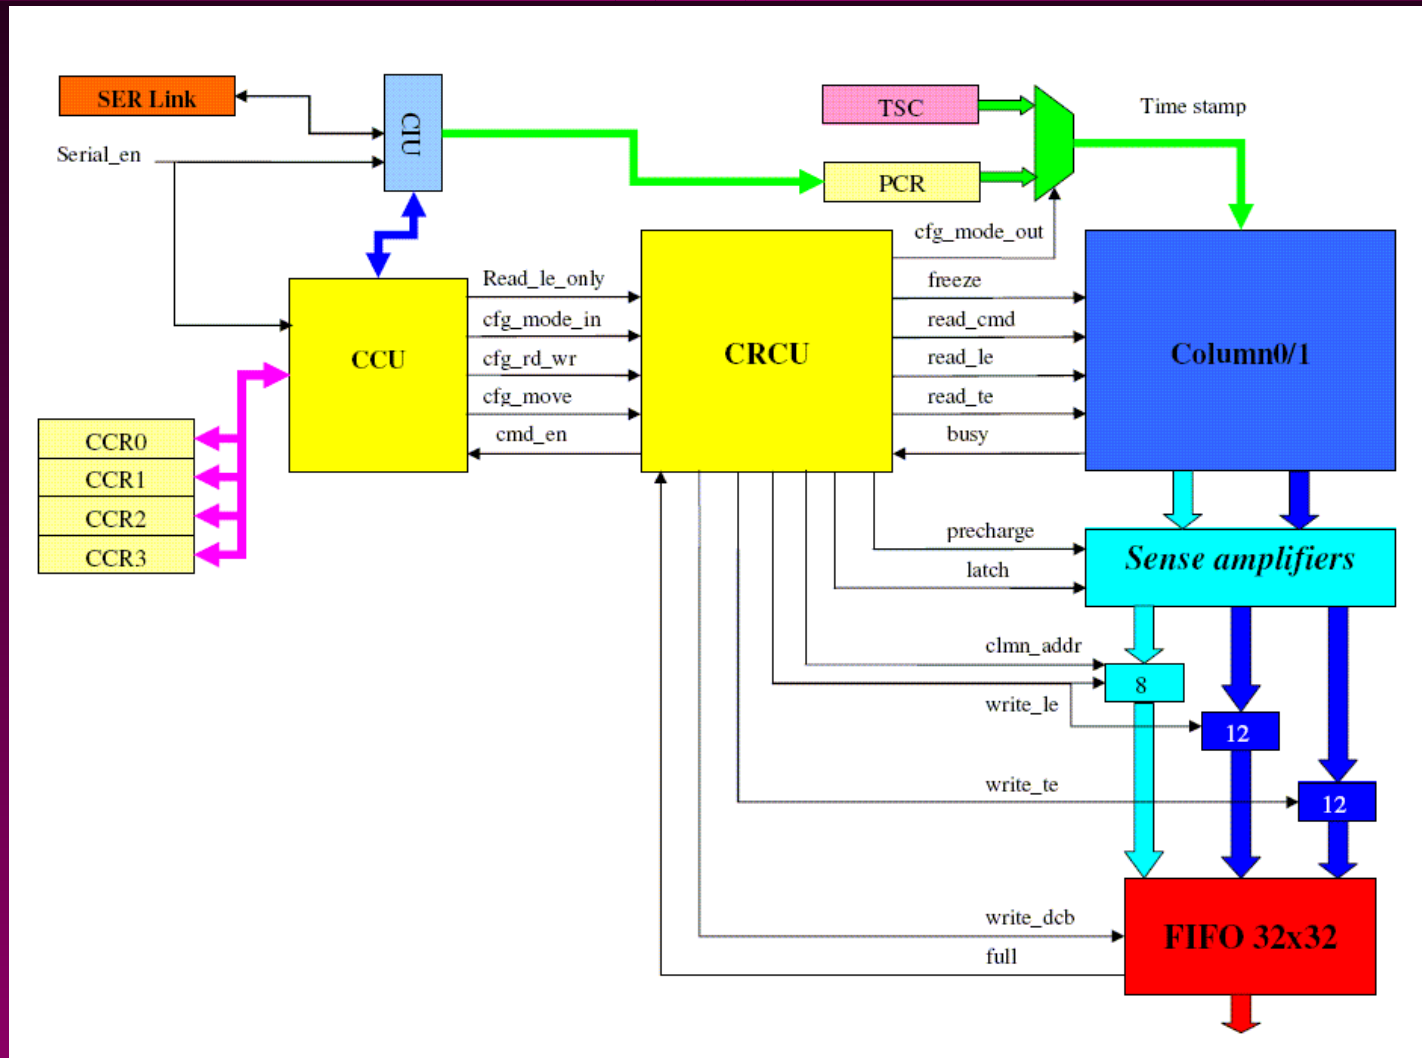 SER Link
CIU
TSC
Time stamp
Serial_en
PCR
cfg_mode_out
Read_le_only
freeze
cfg_mode_in
read_cmd
CCU
CRCU
Column0/1
cfg_rd_wr
read_le
cfg_move
read_te
cmd_en
busy
CCR0
CCR1
CCR2
CCR3
precharge
Sense amplifiers
latch
clmn_addr
8
write_le
12
write_te
12
write_dcb
FIFO 32x32
full